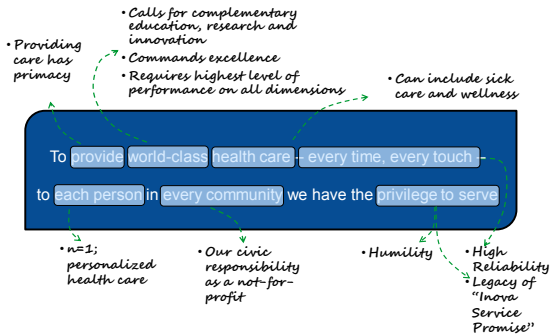 • Calls for complementary
education, research and
innovation
• Commands excellence
• Requires highest level of
performance on all dimensions
• Providing
care has
primacy
• Can include sick
care and wellness
To provide world-class health care – every time, every touch –
to each person in every community we have the privilege to serve
• n=1;
personalized
health care
• Our civic
responsibility
as a not-for-
profit
• Humility
• High
Reliability
• Legacy of
“Inova
Service
Promise”